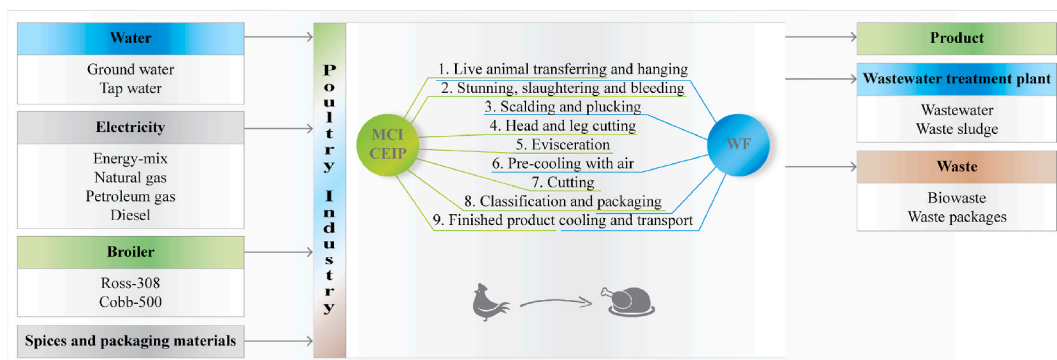 Water
Ground water
Tap water
Electricity
Energy-mix
Natural gas
Petroleum gas
Diesel
Broiler
Ross-308
Cobb-500
Spices and packaging materials
Poultry Industry
MCI
CEIP
1. Live animal transferring and hanging
2. Stunning, slaughtering and bleeding
3. Scalding and plucking
4. Head and leg cutting
5. Evisceration
6. Pre-cooling with air
7. Cutting
8. Classification and packaging
9. Finished product cooling and transport
WF
Product
Wastewater treatment plant
Wastewater
Waste sludge
Waste
Biowaste
Waste packages